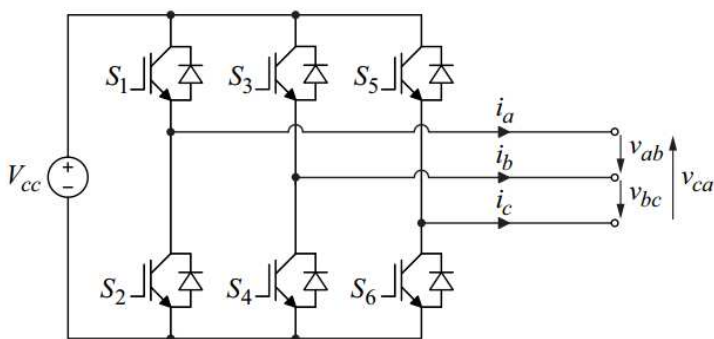 S1 S3 S5
ia
vab
Vcc + − ib vca
vbc
ic
S2 S4 S6